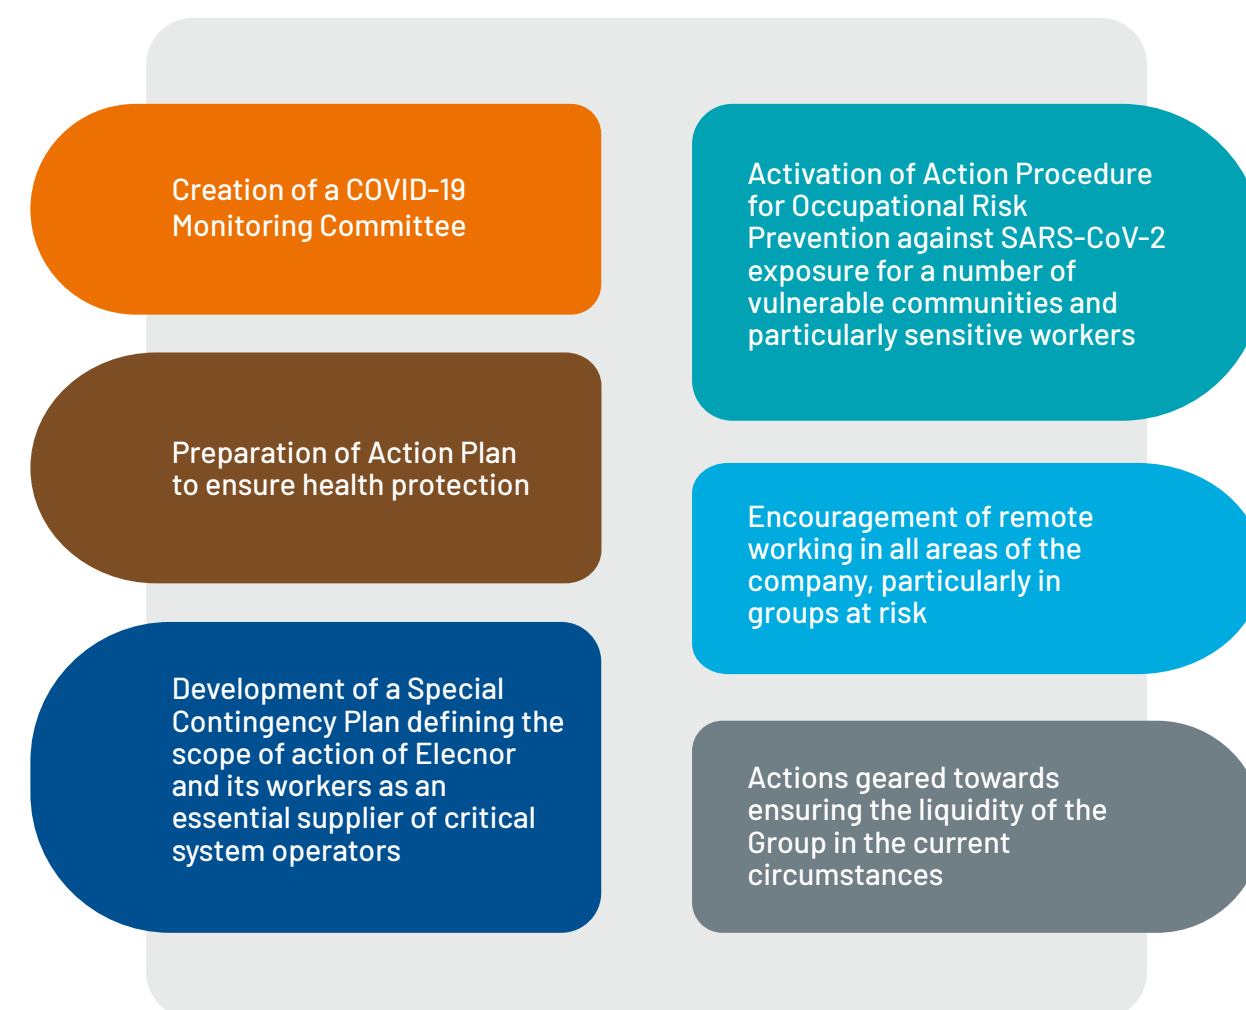 Creation of a COVID-19
Monitoring Committee
Preparation of Action Plan
to ensure health protection
Development of a Special
Contingency Plan defining the
scope of action of Elecnor
and its workers as an
essential supplier of critical
system operators
Activation of Action Procedure
for Occupational Risk
Prevention against SARS-CoV-2
exposure for a number of
vulnerable communities and
particularly sensitive workers
Encouragement of remote
working in all areas of the
company, particularly in
groups at risk
Actions geared towards
ensuring the liquidity of the
Group in the current
circumstances